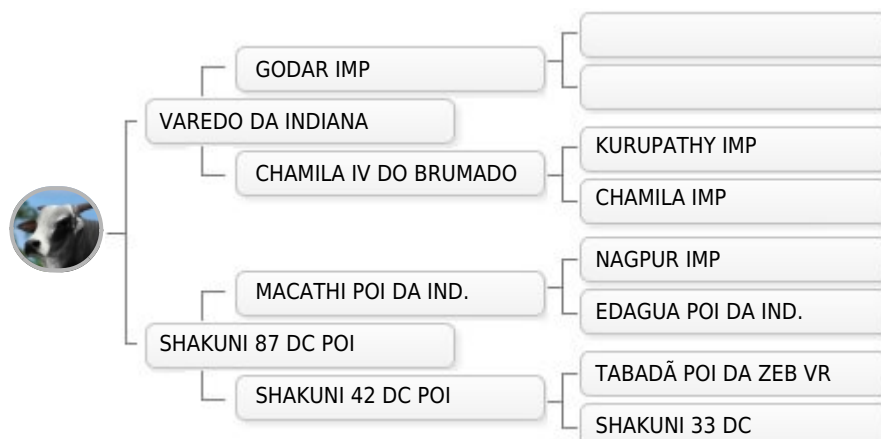 GODAR IMP
VAREDO DA INDIANA
KURUPATHY IMP
CHAMILA IV DO BRUMADO
CHAMILA IMP
NAGPUR IMP
MACATHI POI DA IND.
EDAGUA POI DA IND.
SHAKUNI 87 DC POI
TABADÃ POI DA ZEB VR
SHAKUNI 42 DC POI
SHAKUNI 33 DC